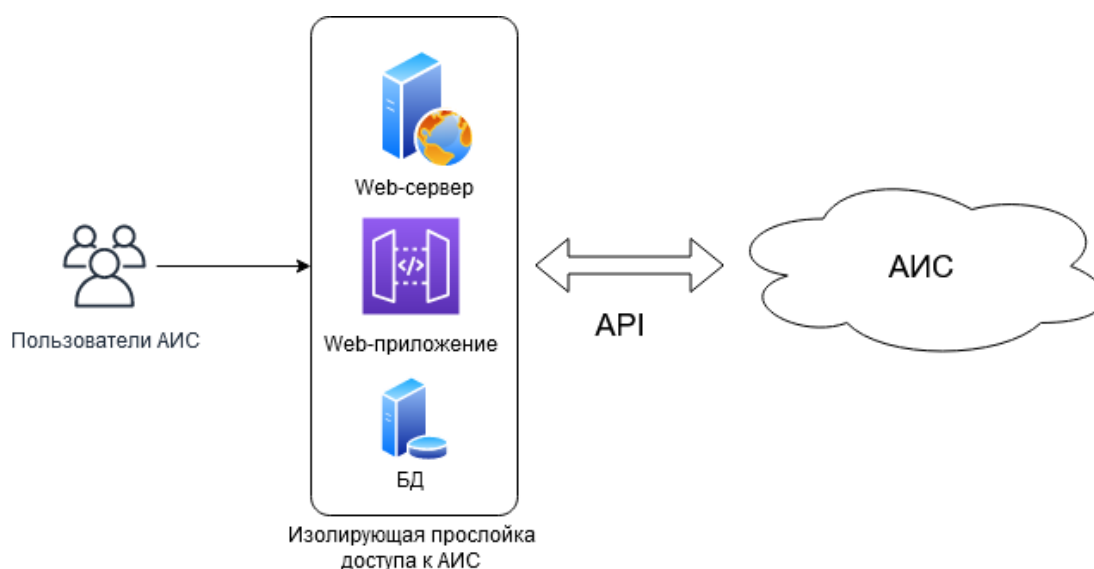 Web-сервер
Пользователи АИС
Web-приложение
БД
Изолирующая прослойка
доступа к АИС
API
АИС